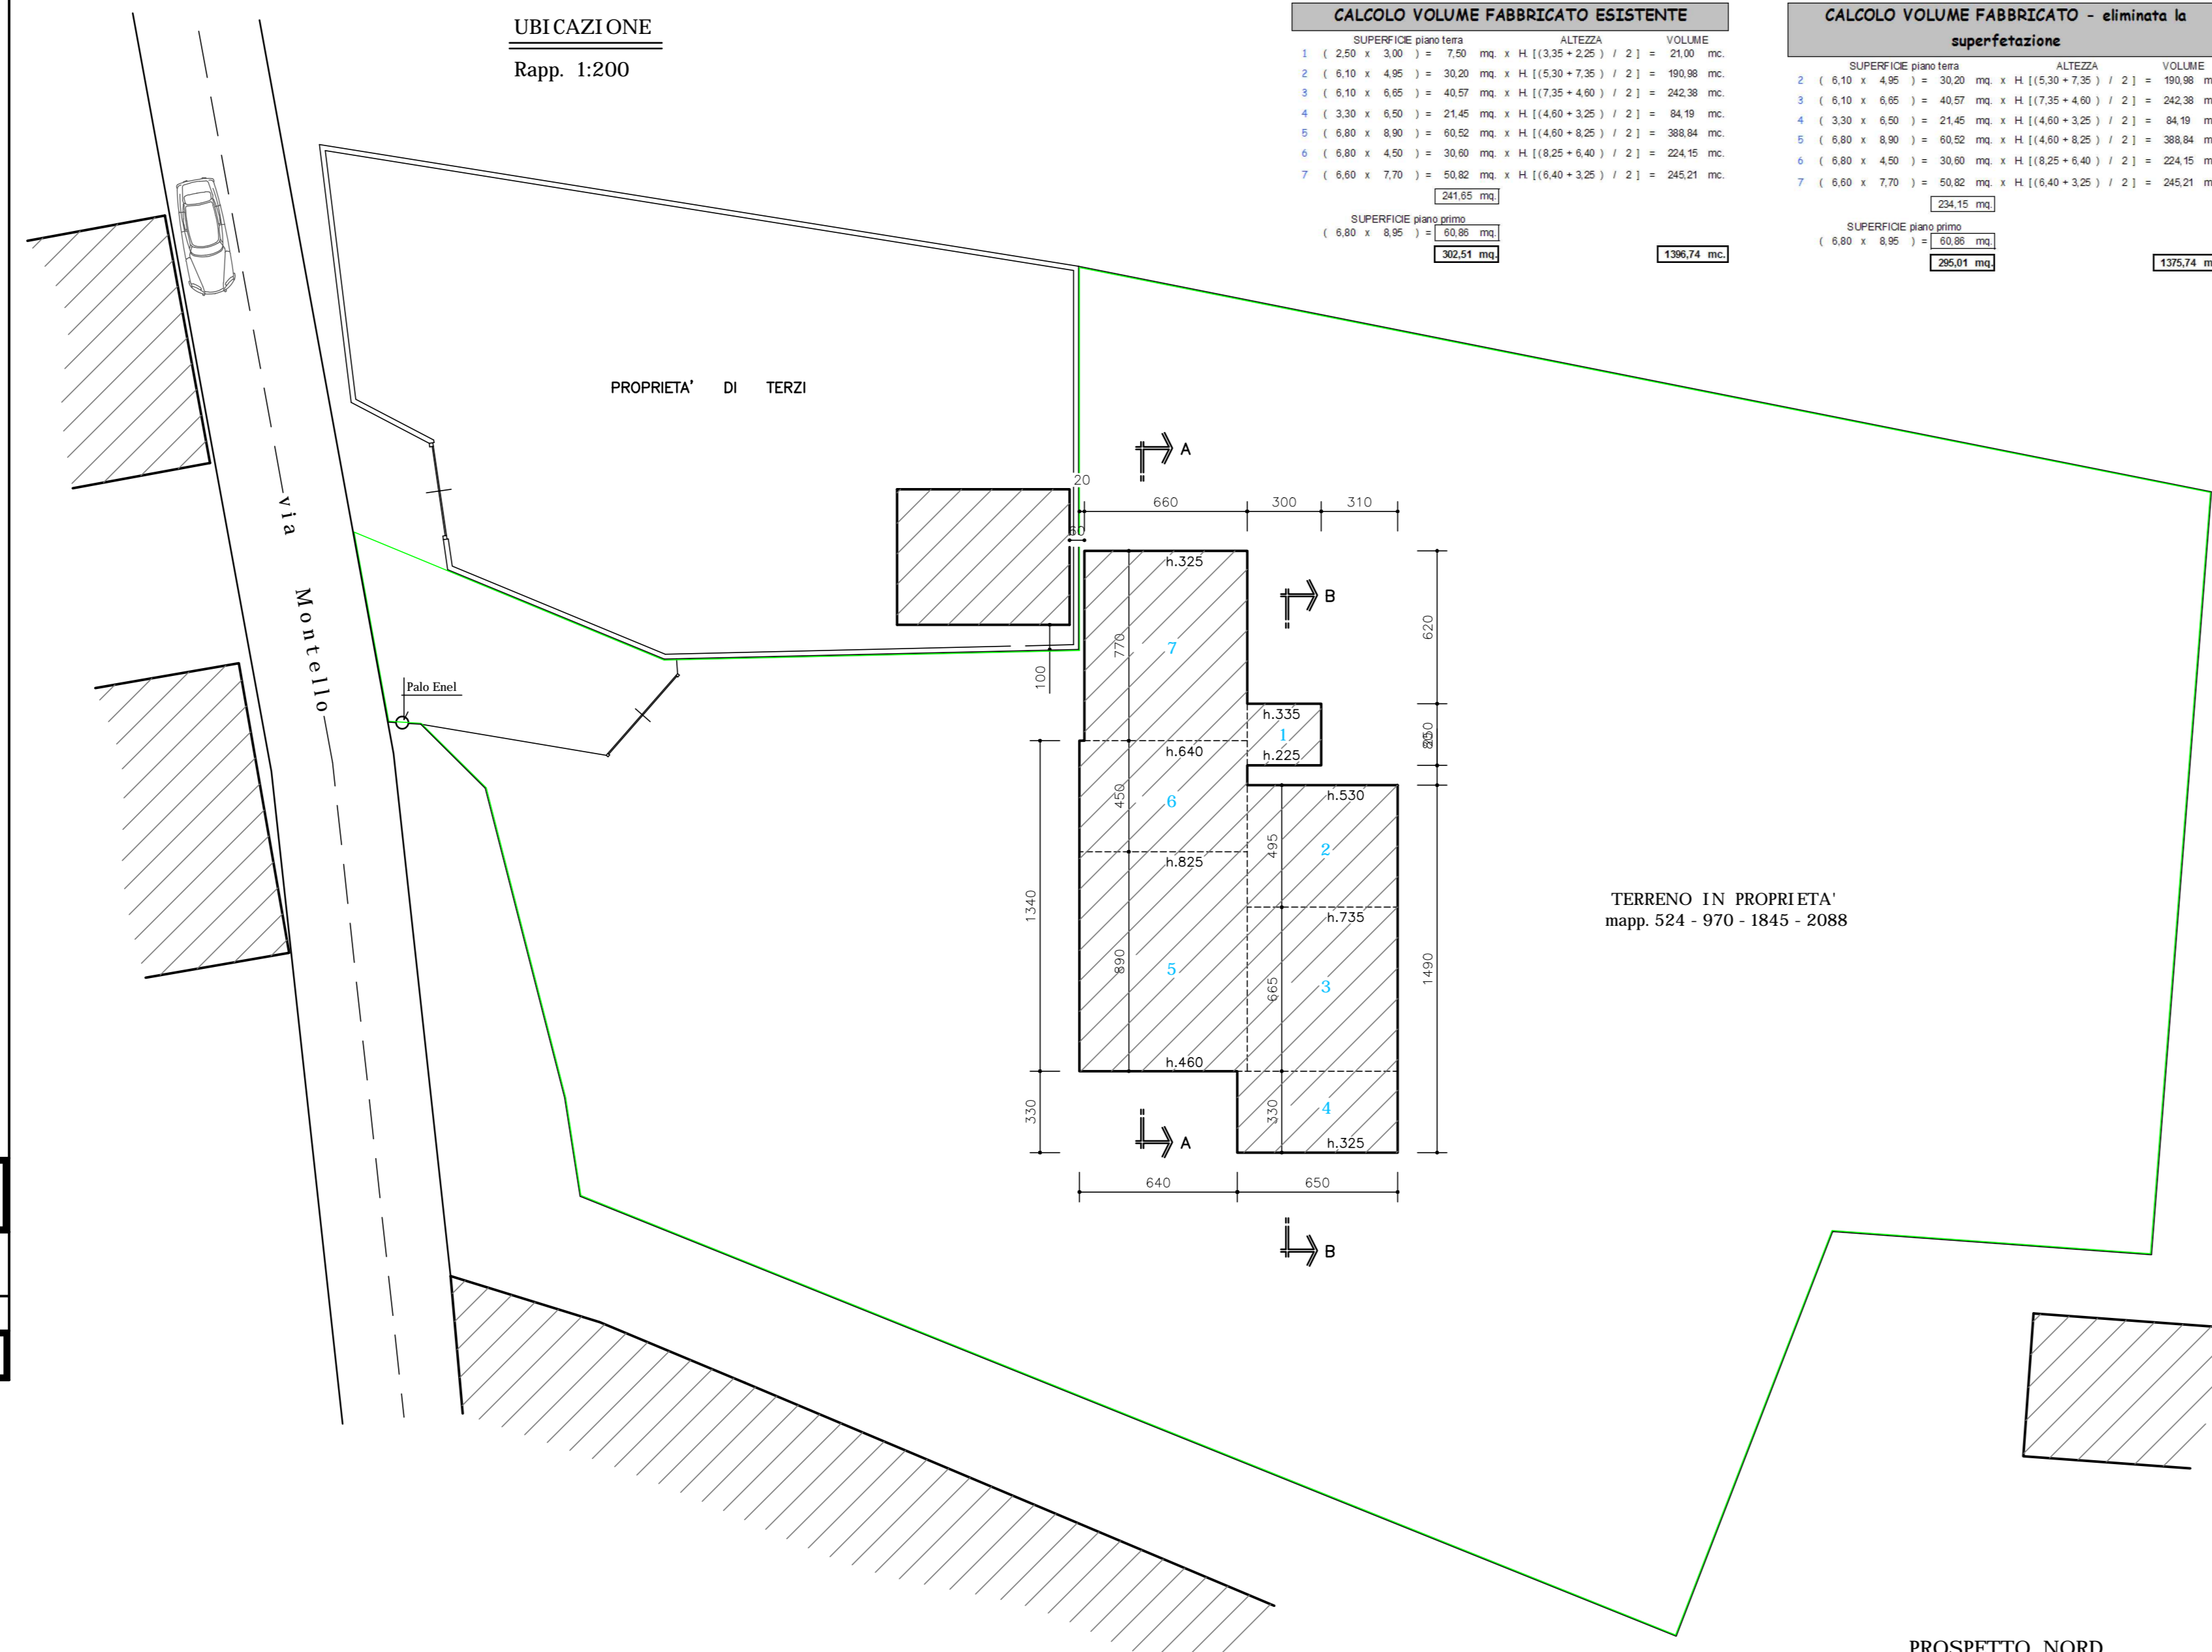 UBICAZIONE
Rapp. 1:200
CALCOLO VOLUME FABBRICATO ESISTENTE
SUPERFICIE piano terra ALTEZZA VOLUME
1 ( 2,50 x 3,00 ) = 7,50 mq. x H. [(3,35 + 2,25 ) / 2 ] = 21,00 mc.
2 ( 6,10 x 4,95 ) = 30,20 mq. x H. [(5,30 + 7,35 ) / 2 ] = 190,98 mc.
3 ( 6,10 x 6,65 ) = 40,57 mq. x H. [(7,35 + 4,60 ) / 2 ] = 242,38 mc.
4 ( 3,30 x 6,50 ) = 21,45 mq. x H. [(4,60 + 3,25 ) / 2 ] = 84,19 mc.
5 ( 6,80 x 8,90 ) = 60,52 mq. x H. [(4,60 + 8,25 ) / 2 ] = 388,84 mc.
6 ( 6,80 x 4,50 ) = 30,60 mq. x H. [(8,25 + 6,40 ) / 2 ] = 224,15 mc.
7 ( 6,60 x 7,70 ) = 50,82 mq. x H. [(6,40 + 3,25 ) / 2 ] = 245,21 mc.
241,65 mq.
SUPERFICIE piano primo
( 6,80 x 8,95 ) = 60,86 mq.
302,51 mq. 1396,74 mc.
CALCOLO VOLUME FABBRICATO - eliminata la
superfetazione
SUPERFICIE piano terra ALTEZZA VOLUME
2 ( 6,10 x 4,95 ) = 30,20 mq. x H. [(5,30 + 7,35 ) / 2 ] = 190,98 m
3 ( 6,10 x 6,65 ) = 40,57 mq. x H. [(7,35 + 4,60 ) / 2 ] = 242,38 m
4 ( 3,30 x 6,50 ) = 21,45 mq. x H. [(4,60 + 3,25 ) / 2 ] = 84,19 m
5 ( 6,80 x 8,90 ) = 60,52 mq. x H. [(4,60 + 8,25 ) / 2 ] = 388,84 m
6 ( 6,80 x 4,50 ) = 30,60 mq. x H. [(8,25 + 6,40 ) / 2 ] = 224,15 m
7 ( 6,60 x 7,70 ) = 50,82 mq. x H. [(6,40 + 3,25 ) / 2 ] = 245,21 m
234,15 mq.
SUPERFICIE piano primo
( 6,80 x 8,95 ) = 60,86 mq.
295,01 mq. 1375,74 m
PROPRIETA' DI TERZI
via Montello
Palo Enel
A
20
660
300
310
60
h.325
B
620
770
7
100
h.335
1
h.225
250
80
h.640
450
6
h.530
495
2
h.825
h.735
1340
890
5
665
3
1490
h.460
330
330
4
h.325
A
640
650
B
TERRENO IN PROPRIETA'
mapp. 524 - 970 - 1845 - 2088
PROSPETTO NORD